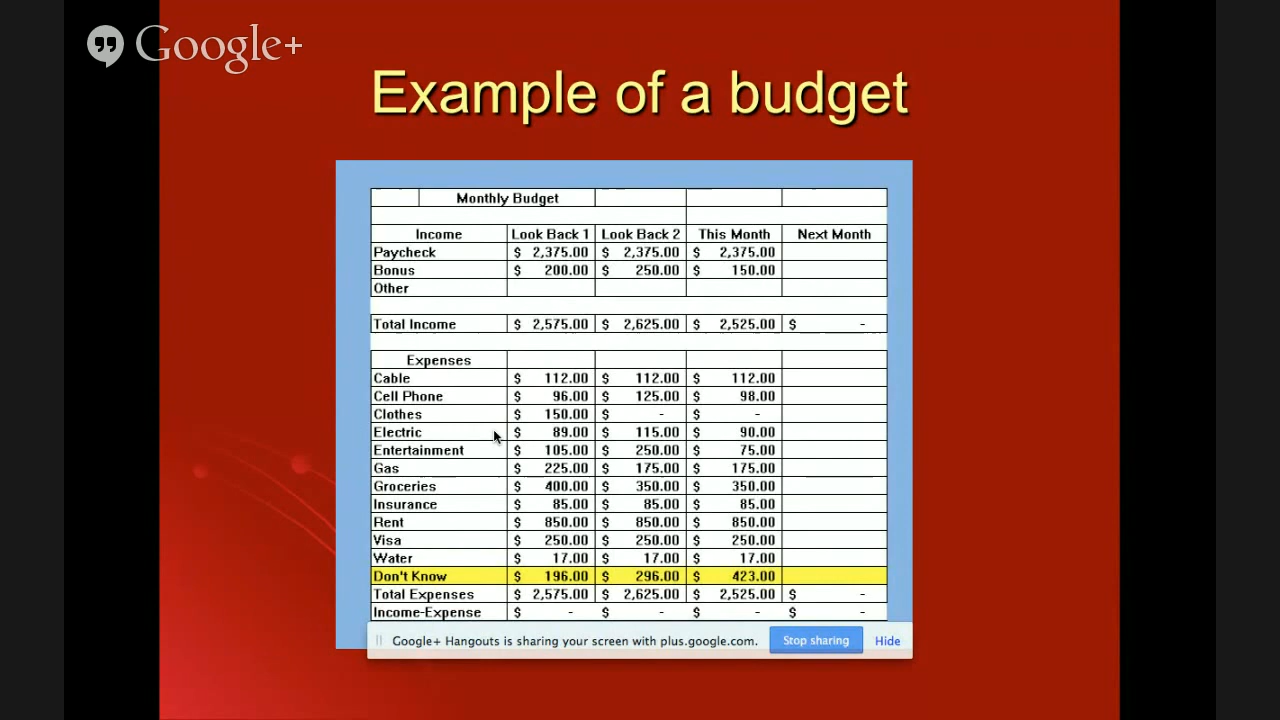 Google+
Example of a budget
Monthly Budget
Income Look Back 1 Look Back 2 This Month Next Month
Paycheck $ 2,375.00 $ 2,375.00 $ 2,375.00
Bonus $ 200.00 $ 250.00 $ 150.00
Other
Total Income $ 2,575.00 $ 2,625.00 $ 2,525.00 $ -
Expenses
Cable $ 112.00 $ 112.00 $ 112.00
Cell Phone $ 96.00 $ 125.00 $ 98.00
Clothes $ 150.00 $ - $ -
Electric $ 89.00 $ 115.00 $ 90.00
Entertainment $ 105.00 $ 250.00 $ 75.00
Gas $ 225.00 $ 175.00 $ 175.00
Groceries $ 400.00 $ 350.00 $ 350.00
Insurance $ 85.00 $ 85.00 $ 85.00
Rent $ 850.00 $ 850.00 $ 850.00
Visa $ 250.00 $ 250.00 $ 250.00
Water $ 17.00 $ 17.00 $ 17.00
Don't Know $ 196.00 $ 296.00 $ 423.00
Total Expenses $ 2,575.00 $ 2,625.00 $ 2,525.00 $ -
Income-Expense $ - $ - $ - $ -
Google+ Hangouts is sharing your screen with plus.google.com. Stop sharing Hide